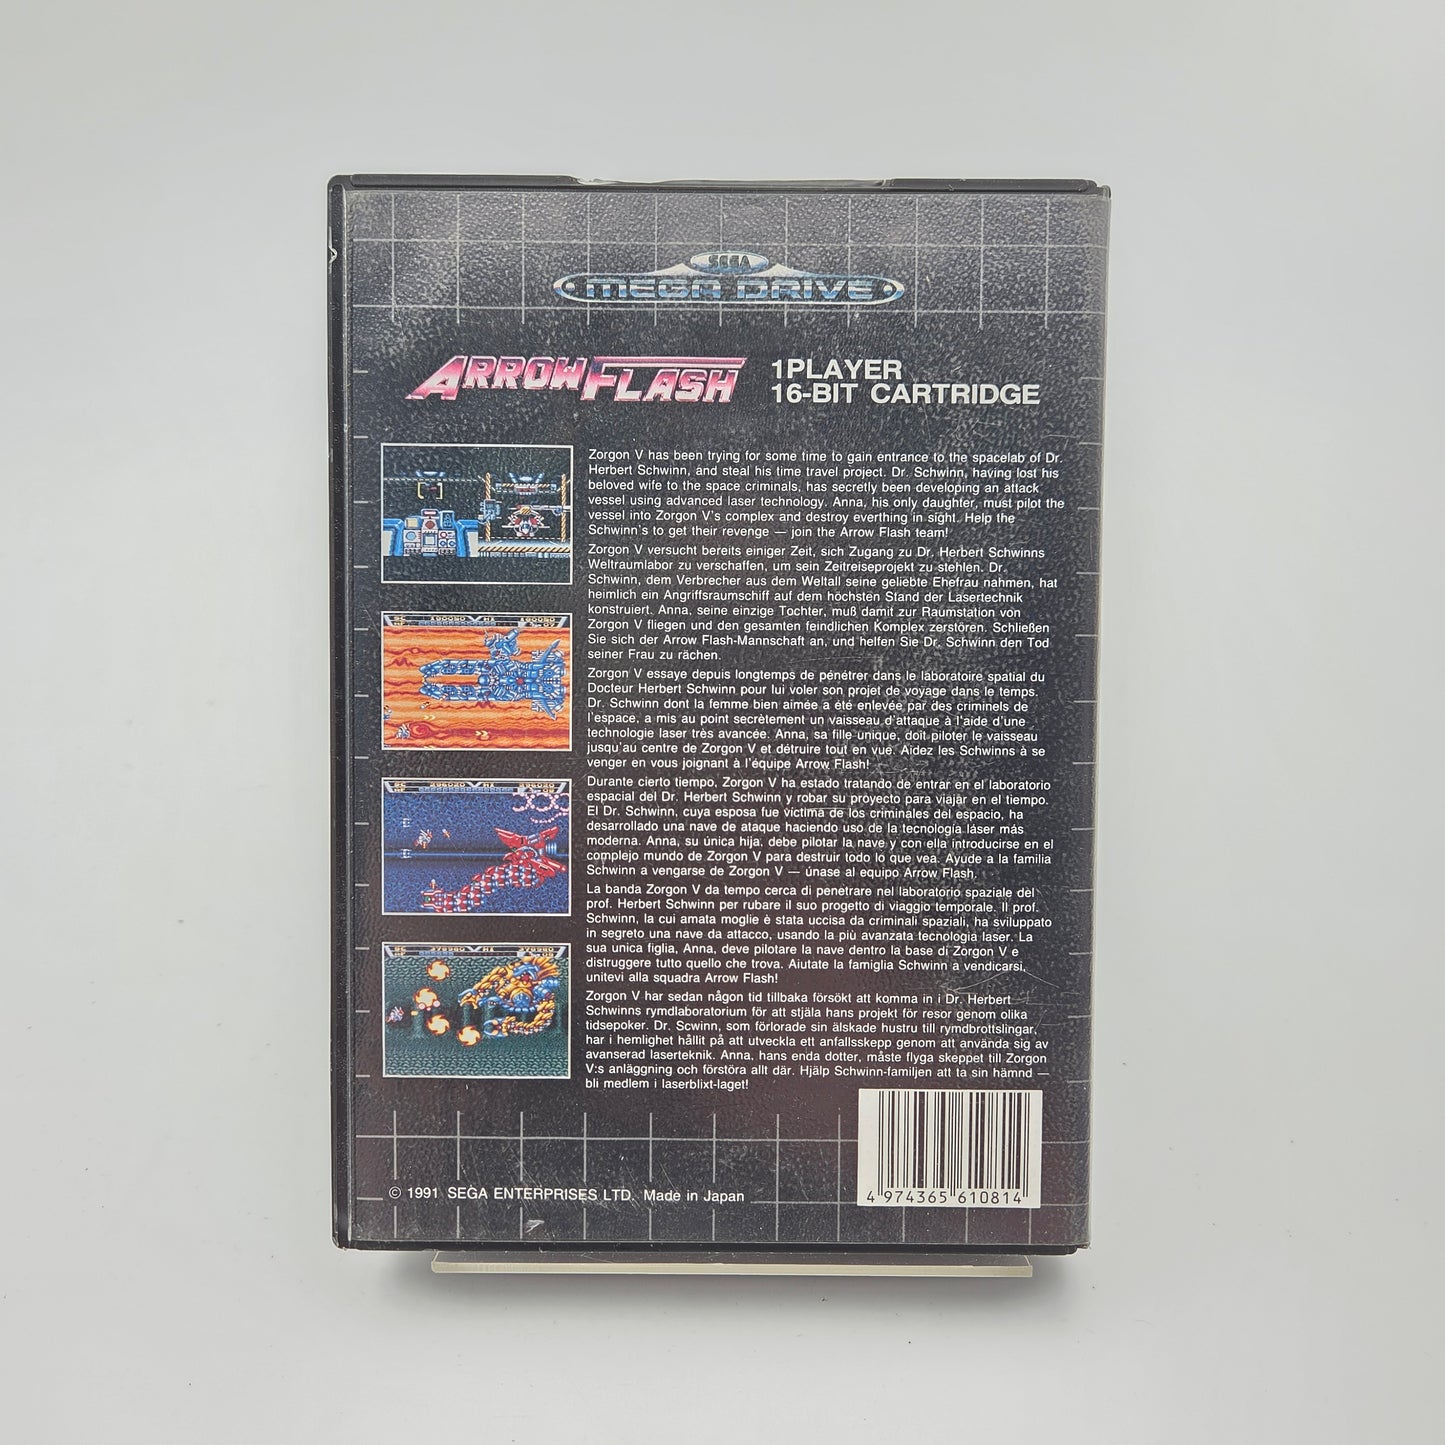 SEGA
MEGA DRIVE
ARROW FLASH
1PLAYER
16-BIT CARTRIDGE
Zorgon V has been trying for some time to gain entrance to the spacelab of Dr.
Herbert Schwinn, and steal his time travel project. Dr. Schwinn, having lost his
beloved wife to the space criminals, has secretly been developing an attack
vessel using advanced laser technology. Anna, his only daughter, must pilot the
vessel into Zorgon V's complex and destroy everthing in sight. Help the
Schwinn's to get their revenge — join the Arrow Flash team!
Zorgon V versucht bereits einiger Zeit, sich Zugang zu Dr. Herbert Schwinns
Weltraumlabor zu verschaffen, um sein Zeitreiseprojekt zu stehlen. Dr.
Schwinn, dem Verbrecher aus dem Weltall seine geliebte Ehefrau nahmen, hat
heimlich ein Angriffsraumschiff auf dem höchsten Stand der Lasertechnik
konstruiert. Anna, seine einzige Tochter, muß damit zur Raumstation von
Zorgon V fliegen und den gesamten feindlichen Komplex zerstören. Schließen
Sie sich der Arrow Flash-Mannschaft an, und helfen Sie Dr. Schwinn den Tod
seiner Frau zu rächen.
Zorgon V essaye depuis longtemps de pénétrer dans le laboratoire spatial du
Docteur Herbert Schwinn pour lui voler son projet de voyage dans le temps.
Dr. Schwinn dont la femme bien aimée a été enlevée par des criminels de
l'espace, a mis au point secrètement un vaisseau d'attaque à l'aide d'une
technologie laser très avancée. Anna, sa fille unique, doit piloter le vaisseau
jusqu'au centre de Zorgon V et détruire tout en vue. Aidez les Schwinns à se
venger en vous joignant à l'équipe Arrow Flash!
Durante cierto tiempo, Zorgon V ha estado tratando de entrar en el laboratorio
espacial del Dr. Herbert Schwinn y robar su proyecto para viajar en el tiempo.
El Dr. Schwinn, cuya esposa fue víctima de los criminales del espacio, ha
desarrollado una nave de ataque haciendo uso de la tecnología láser más
moderna. Anna, su única hija, debe pilotar la nave y con ella introducirse en el
complejo mundo de Zorgon V para destruir todo lo que vea. Ayude a la familia
Schwinn a vengarse de Zorgon V — únase al equipo Arrow Flash.
La banda Zorgon V da tempo cerca di penetrare nel laboratorio spaziale del
prof. Herbert Schwinn per rubare il suo progetto di viaggio temporale. Il prof.
Schwinn, la cui amata moglie è stata uccisa da criminali spaziali, ha sviluppato
in segreto una nave da attacco, usando la più avanzata tecnologia laser. La
sua unica figlia, Anna, deve pilotare la nave dentro la base di Zorgon V e
distruggere tutto quello che trova. Aiutate la famiglia Schwinn a vendicarsi,
unitevi alla squadra Arrow Flash!
Zorgon V har sedan någon tid tillbaka försökt att komma in i Dr. Herbert
Schwinns rymdlaboratorium för att stjäla hans projekt för resor genom olika
tidsepoker. Dr. Scwinn, som förlorade sin älskade hustru till rymdbrottslingar,
har i hemlighet hållit på att utveckla ett anfallsskepp genom att använda sig av
avanserad laserteknik. Anna, hans enda dotter, måste flyga skeppet till Zorgon
V:s anläggning och förstöra allt där. Hjälp Schwinn-familjen att ta sin hämnd —
bli medlem i laserblixt-laget!
© 1991 SEGA ENTERPRISES LTD. Made in Japan
4 974365 610814